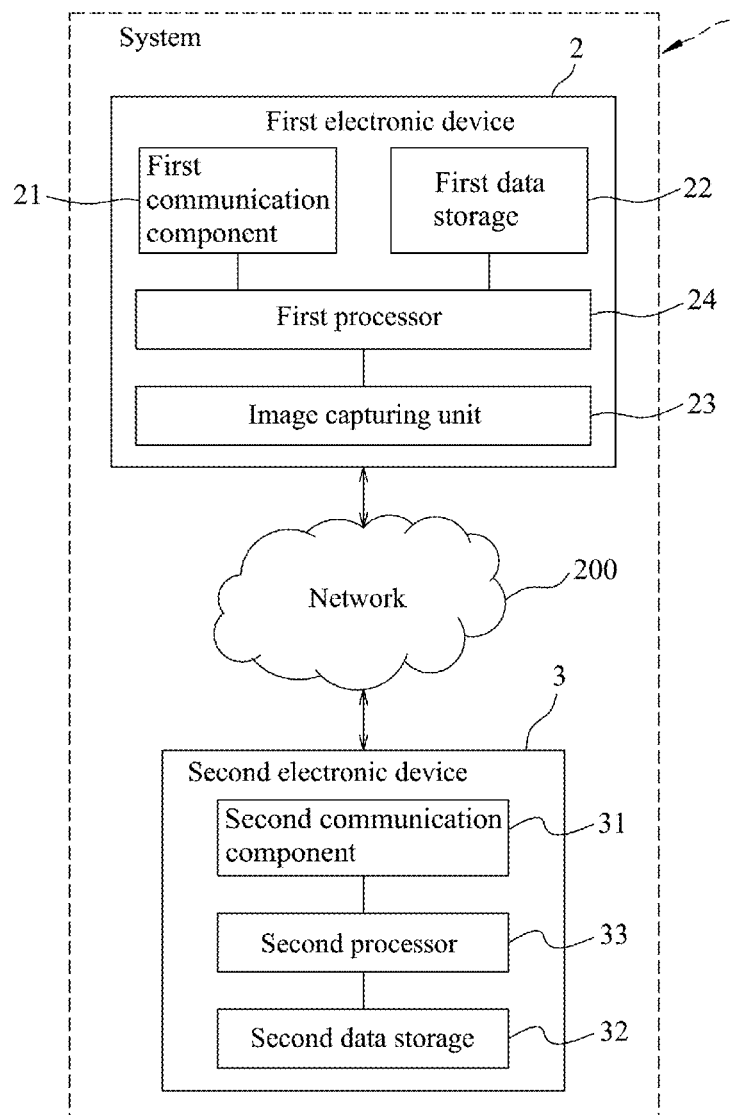 System
2
First electronic device
First
communication
component
21
First data
storage
22
First processor
24
Image capturing unit
23
Network
200
3
Second electronic device
Second communication
component
31
Second processor
33
Second data storage
32